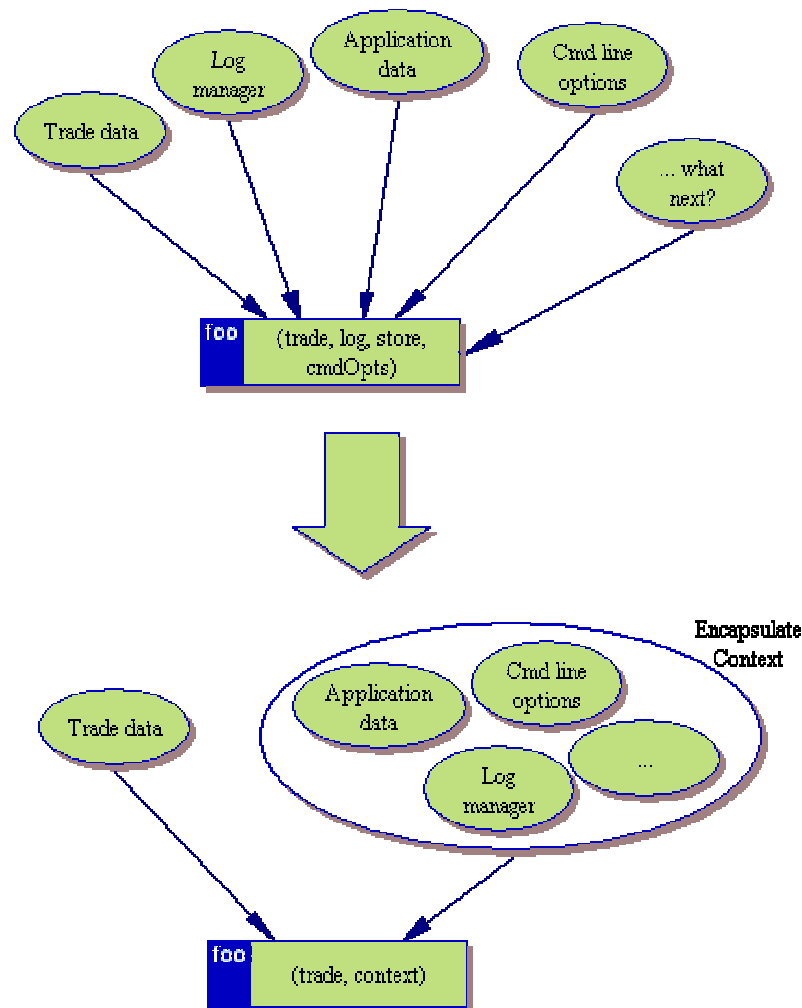 Application
data
Log
manager
Cmd line
options
Trade data
... what
next?
foo
(trade, log, store,
cmdOpts)
Encapsulate
Context
Cmd line
options
Application
data
Trade data
...
Log
manager
foo
(trade, context)